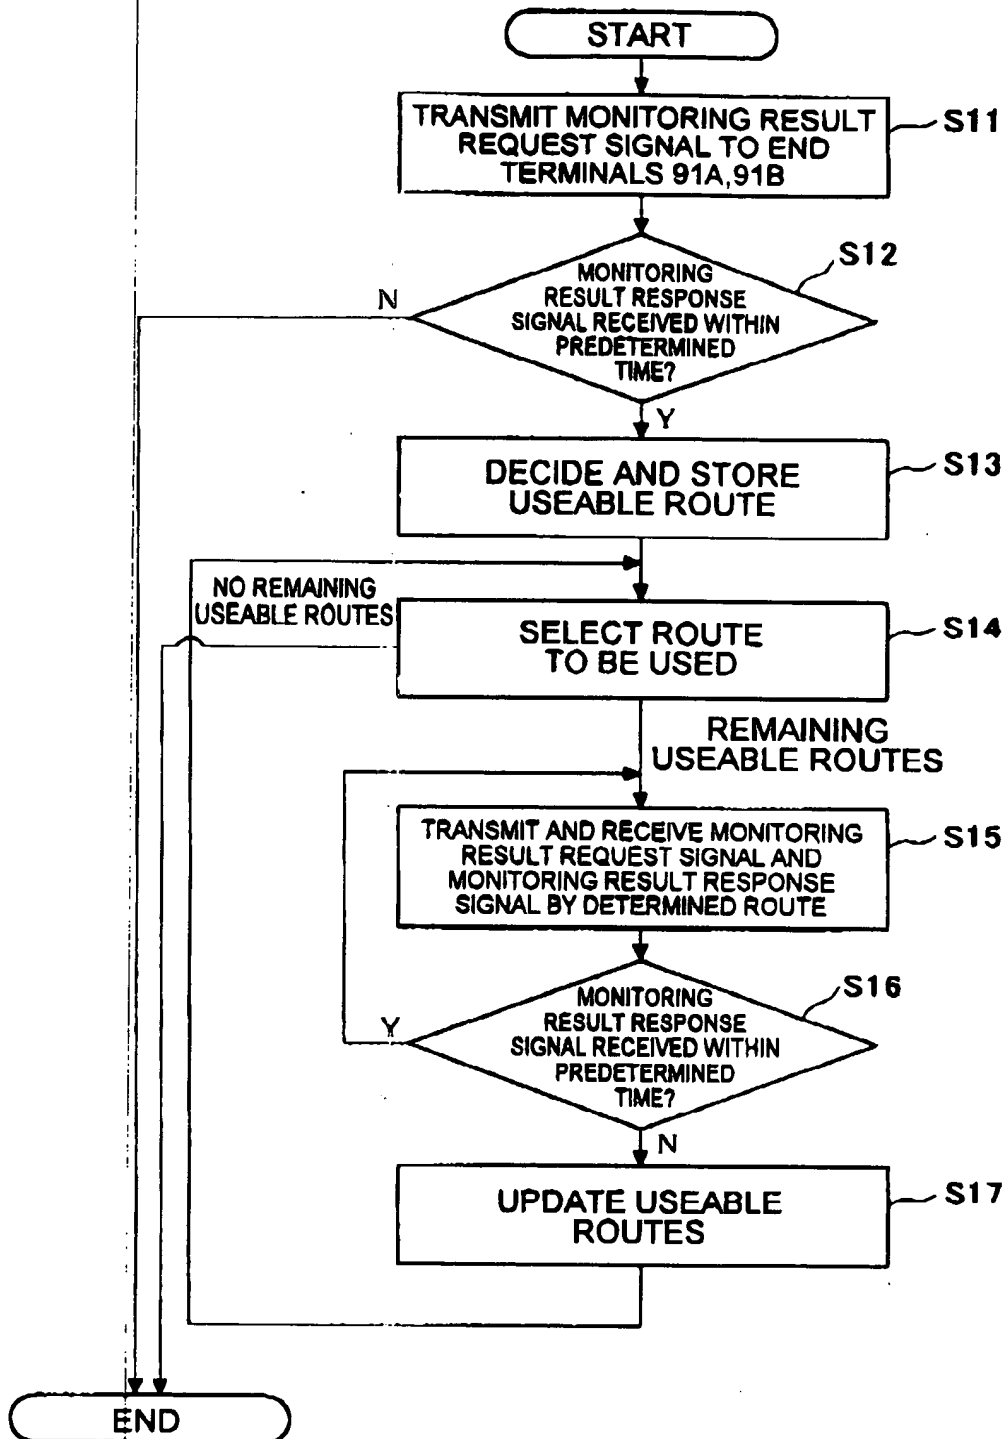 START
TRANSMIT MONITORING RESULT
REQUEST SIGNAL TO END
TERMINALS 91A,91B
S11
MONITORING
RESULT RESPONSE
SIGNAL RECEIVED WITHIN
PREDETERMINED
TIME?
S12
N
Y
DECIDE AND STORE
USEABLE ROUTE
S13
NO REMAINING
USEABLE ROUTES
SELECT ROUTE
TO BE USED
S14
REMAINING
USEABLE ROUTES
TRANSMIT AND RECEIVE MONITORING
RESULT REQUEST SIGNAL AND
MONITORING RESULT RESPONSE
SIGNAL BY DETERMINED ROUTE
S15
MONITORING
RESULT RESPONSE
SIGNAL RECEIVED WITHIN
PREDETERMINED
TIME?
S16
Y
N
UPDATE USEABLE
ROUTES
S17
END